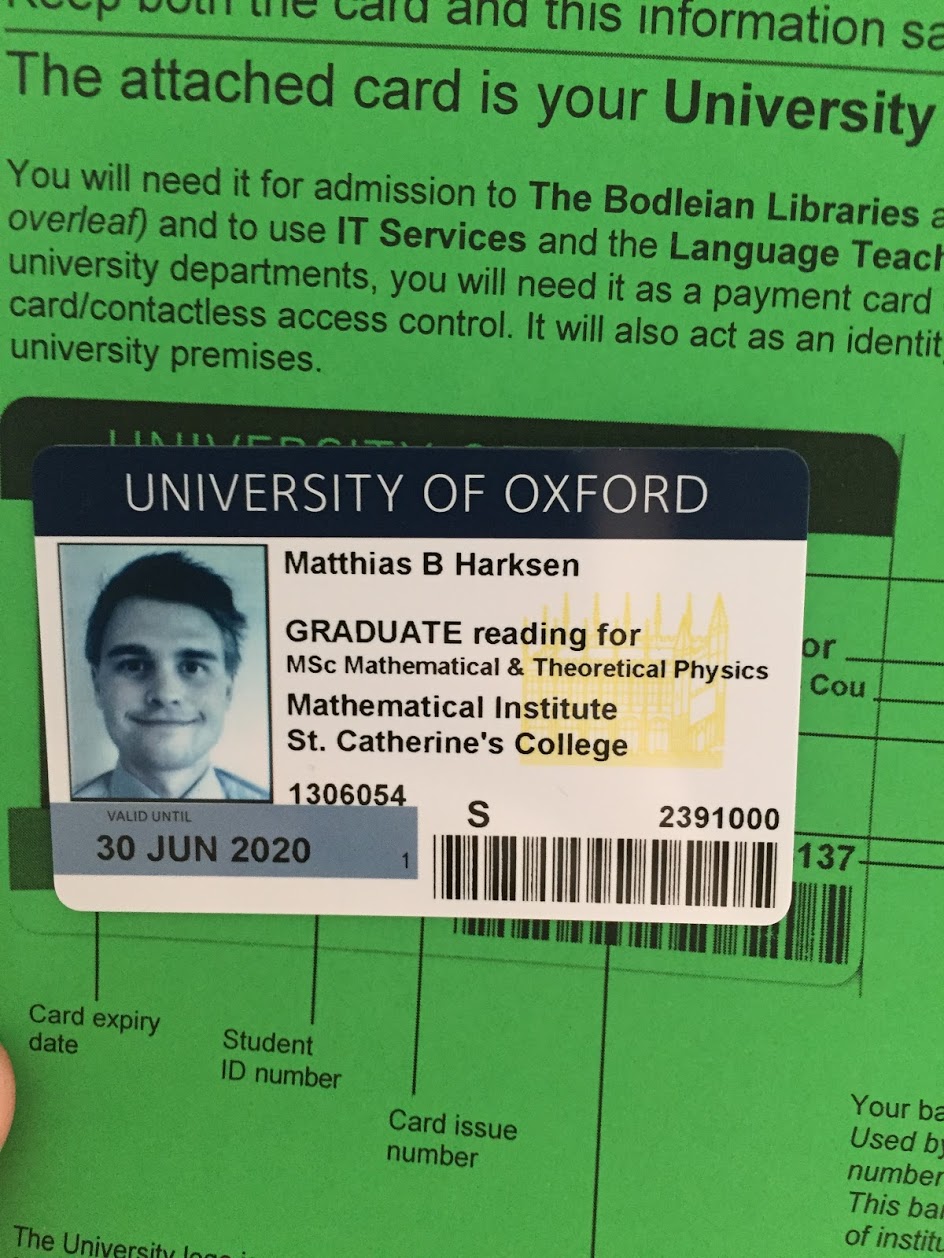 Keep both the card and this information sa
The attached card is your University
You will need it for admission to The Bodleian Libraries a
overleaf) and to use IT Services and the Language Teach
university departments, you will need it as a payment card
card/contactless access control. It will also act as an identit
university premises.
UNIVERSITY
UNIVERSITY OF OXFORD
Matthias B Harksen
GRADUATE reading for
MSc Mathematical & Theoretical Physics
Mathematical Institute
St. Catherine's College
or
Cou
1306054
S 2391000
VALID UNTIL
30 JUN 2020 1
137
Card expiry
date
Student
ID number
Card issue
number
Your ba
Used by
number
This bar
of institu
The University logo is